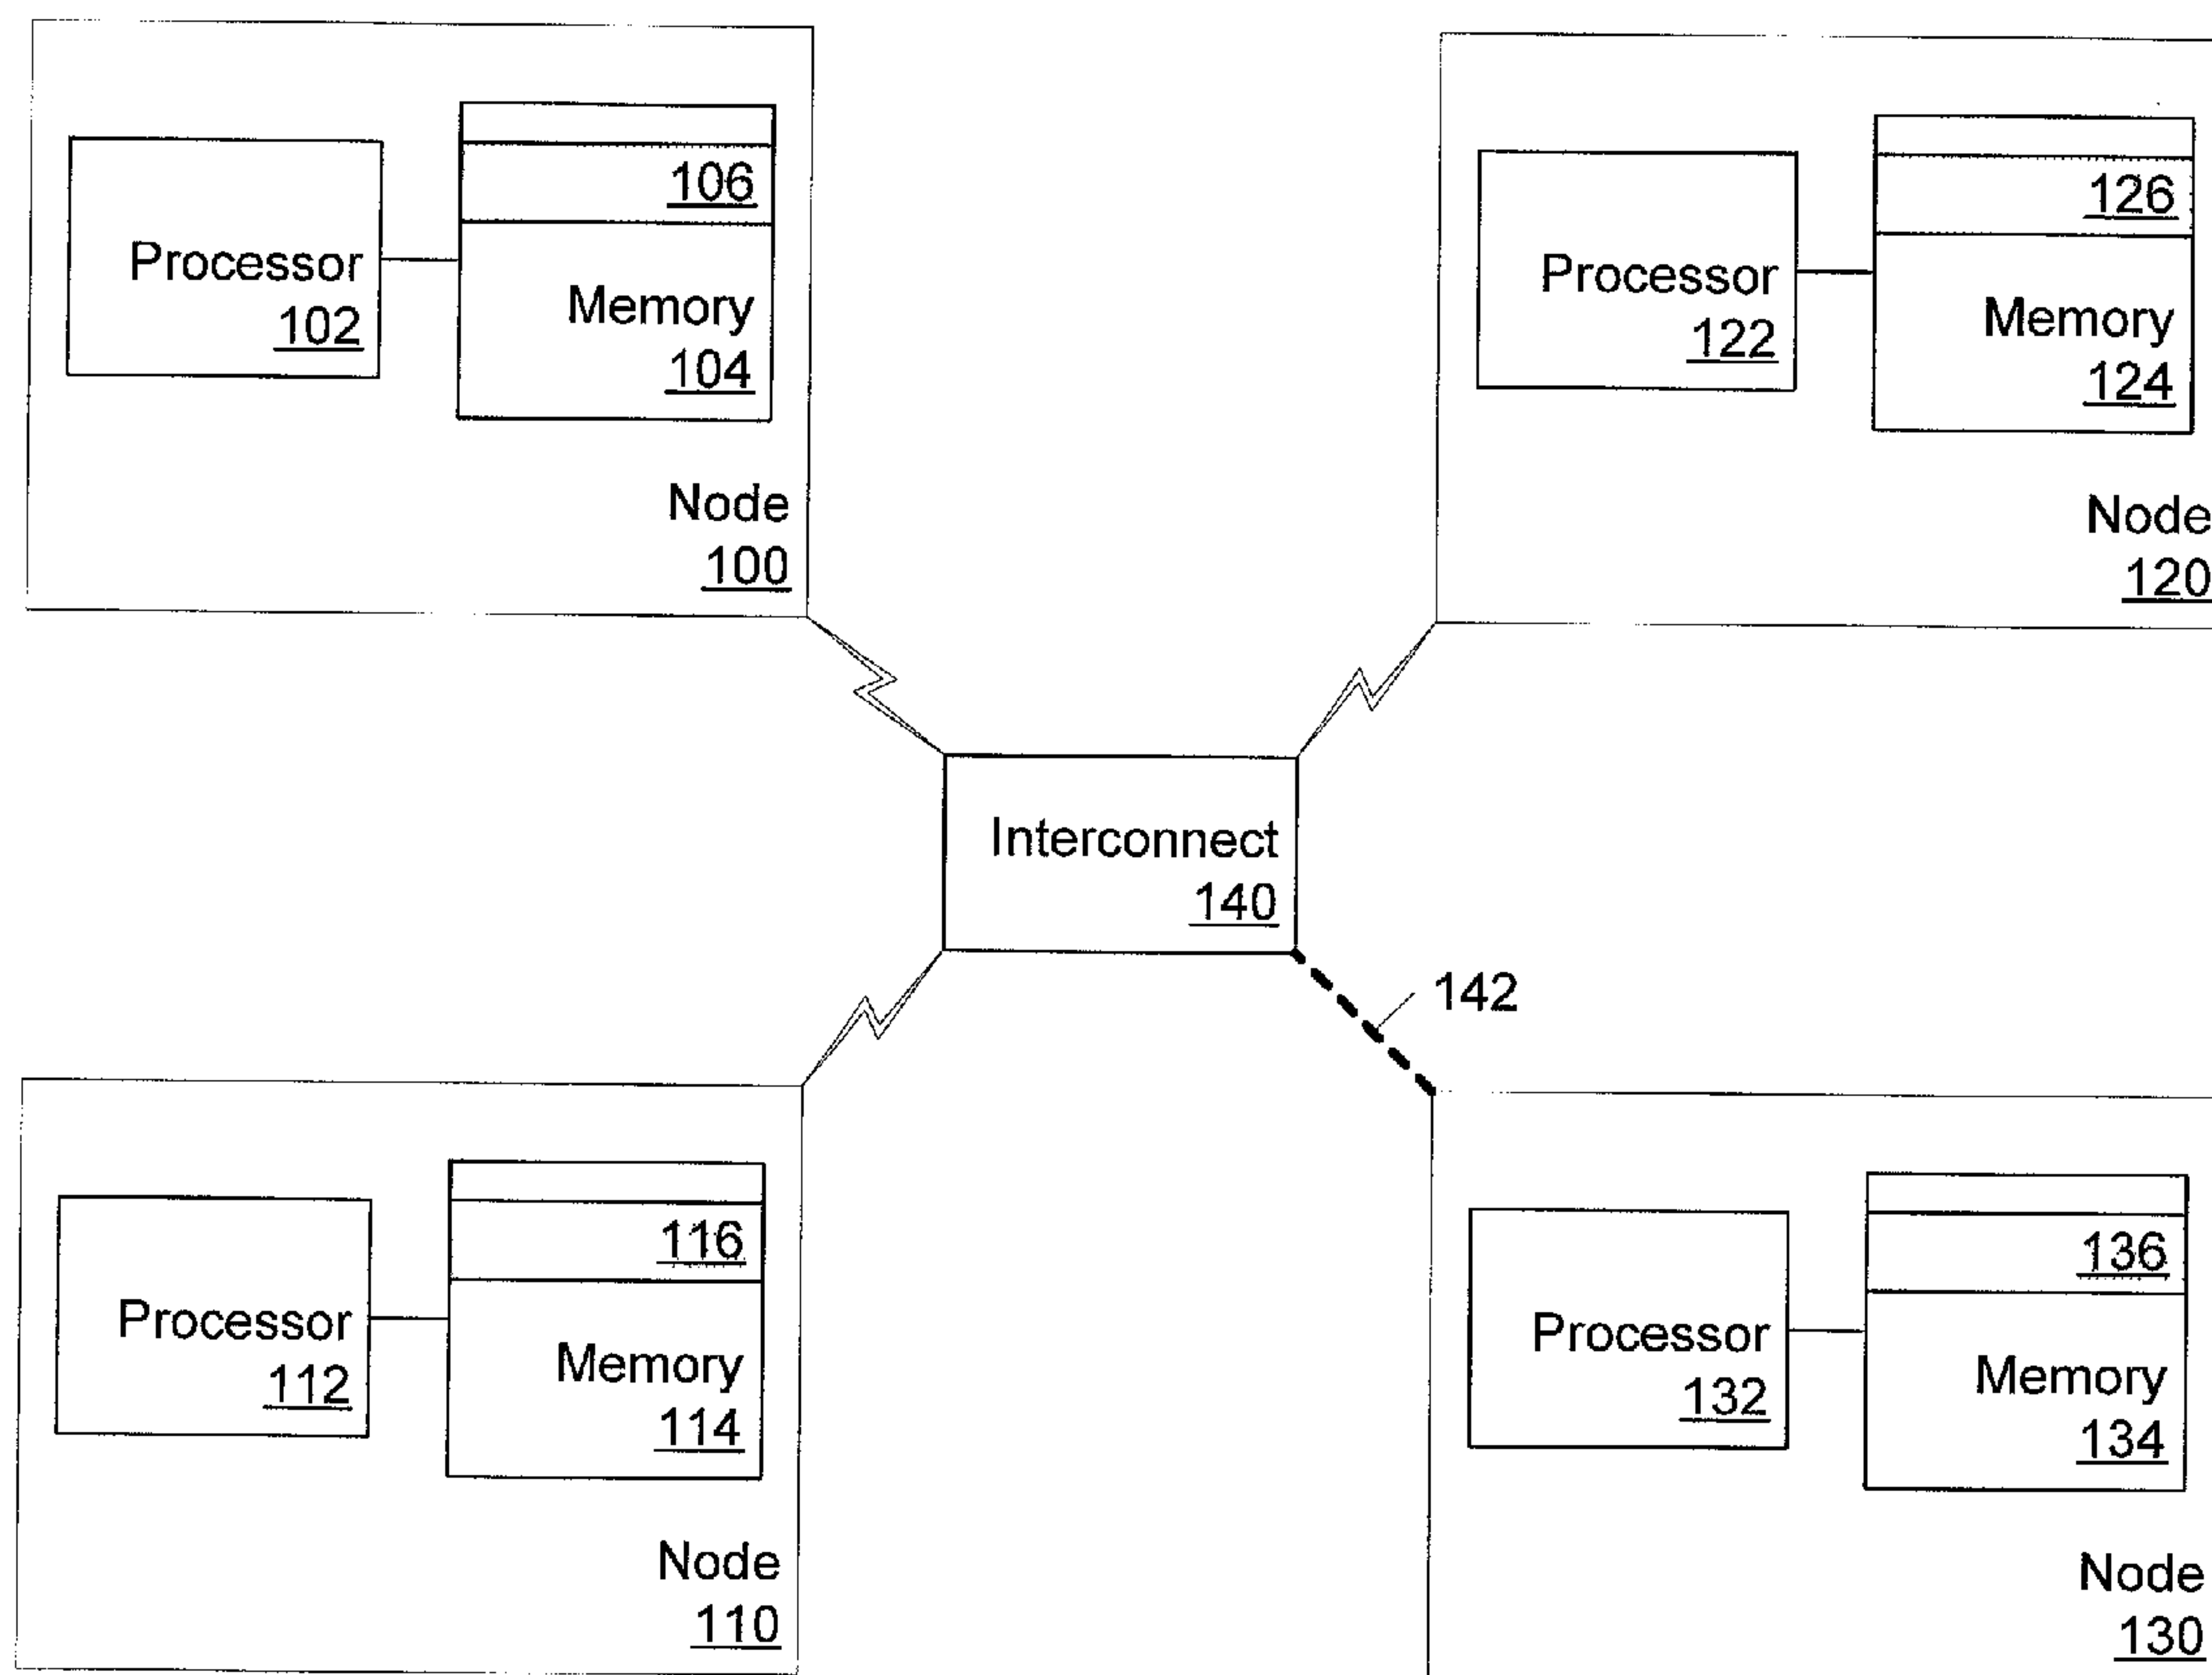 106
Processor
102
Memory
104
Node
100
126
Processor
122
Memory
124
Node
120
Interconnect
140
142
116
Processor
112
Memory
114
Node
110
136
Processor
132
Memory
134
Node
130